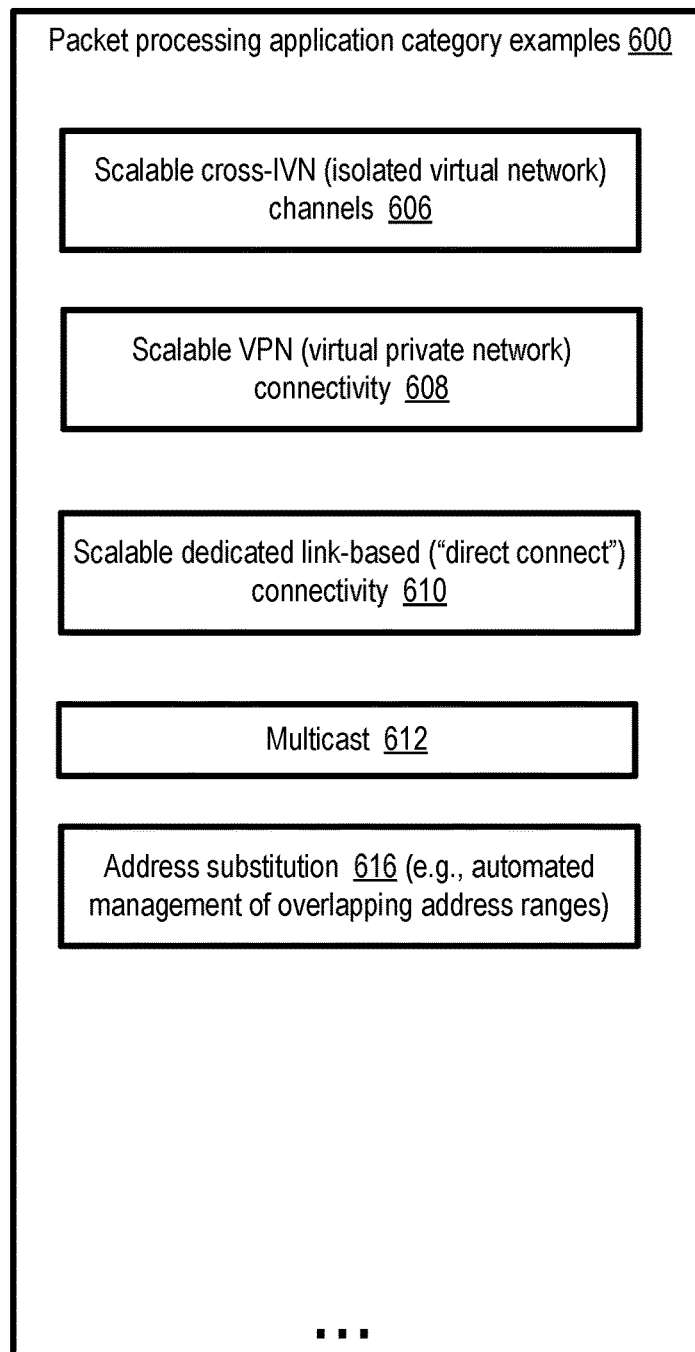 Packet processing application category examples 600
Scalable cross-IVN (isolated virtual network)
channels 606
Scalable VPN (virtual private network)
connectivity 608
Scalable dedicated link-based (“direct connect”)
connectivity 610
Multicast 612
Address substitution 616 (e.g., automated
management of overlapping address ranges)
...